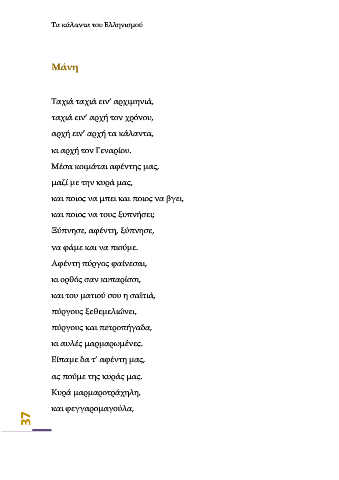 Τα κάλαντα του Ελληνισμού
Μάνη
Ταχιά ταχιά ειν' αρχιμηνιά,
ταχιά ειν' αρχή του χρόνου,
αρχή ειν' αρχή τα κάλαντα,
κι αρχή του Γεναρίου.
Μέσα κοιμάται αφέντης μας,
μαζί με την κυρά μας,
και ποιος να μπει και ποιος να βγει,
και ποιος να τους ξυπνήσει;
Ξύπνησε, αφέντη, ξύπνησε,
να φάμε και να πιούμε.
Αφέντη πύργος φαίνεσαι,
κι ορθός σαν κυπαρίσσι,
και του ματιού σου η σαϊτιά,
πύργους ξεθεμελιώνει,
πύργους και πετροπήγαδα,
κι αυλές μαρμαρωμένες.
Είπαμε δα τ' αφέντη μας,
ας πούμε της κυράς μας.
Κυρά μαρμαροτράχηλη,
και φεγγαρομαγούλα,
37